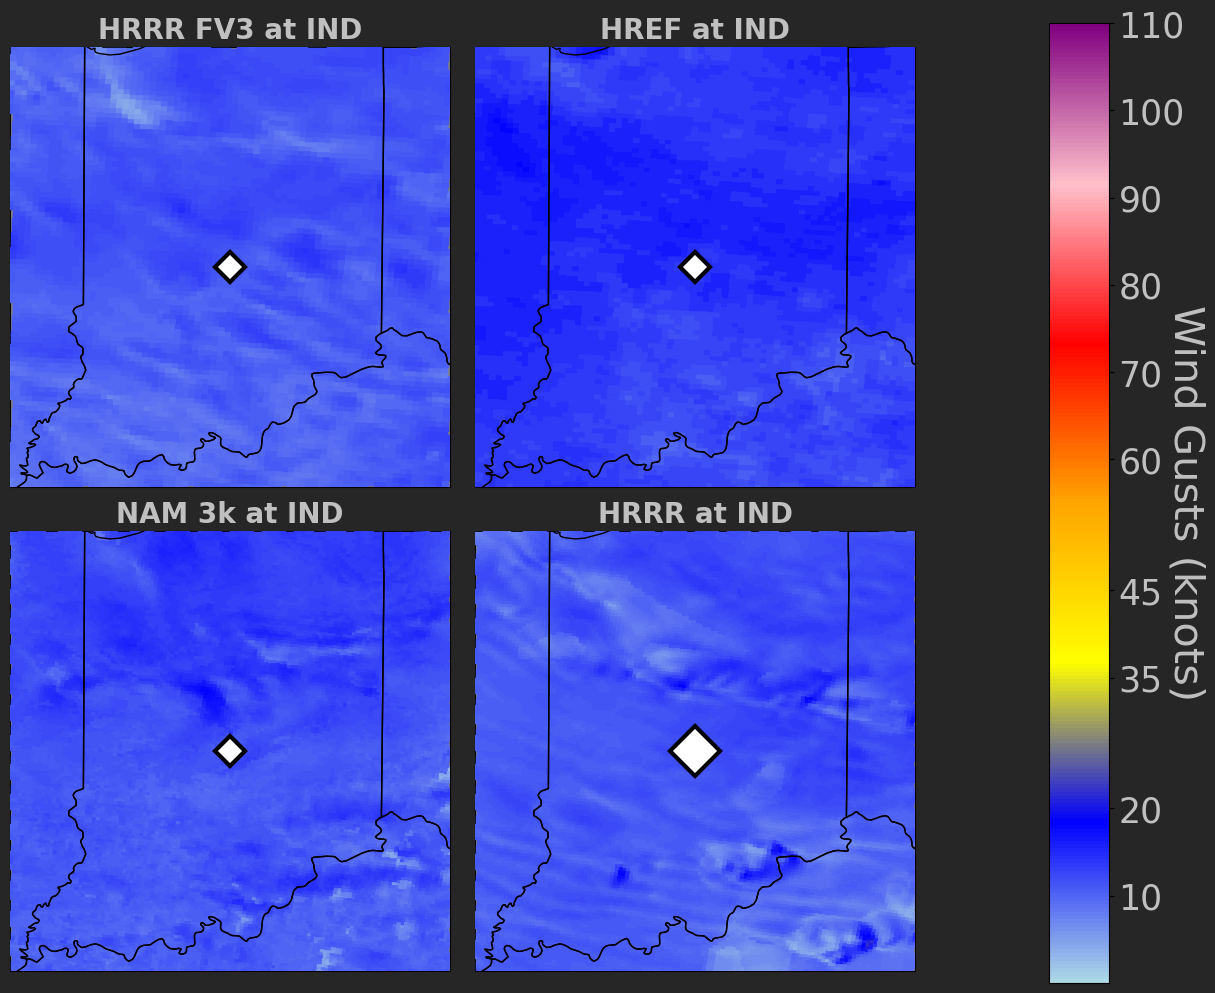 HRRR FV3 at IND
HREF at IND
NAM 3k at IND
HRRR at IND
110
100
90
80
70
60
45
35
20
10
Wind Gusts (knots)